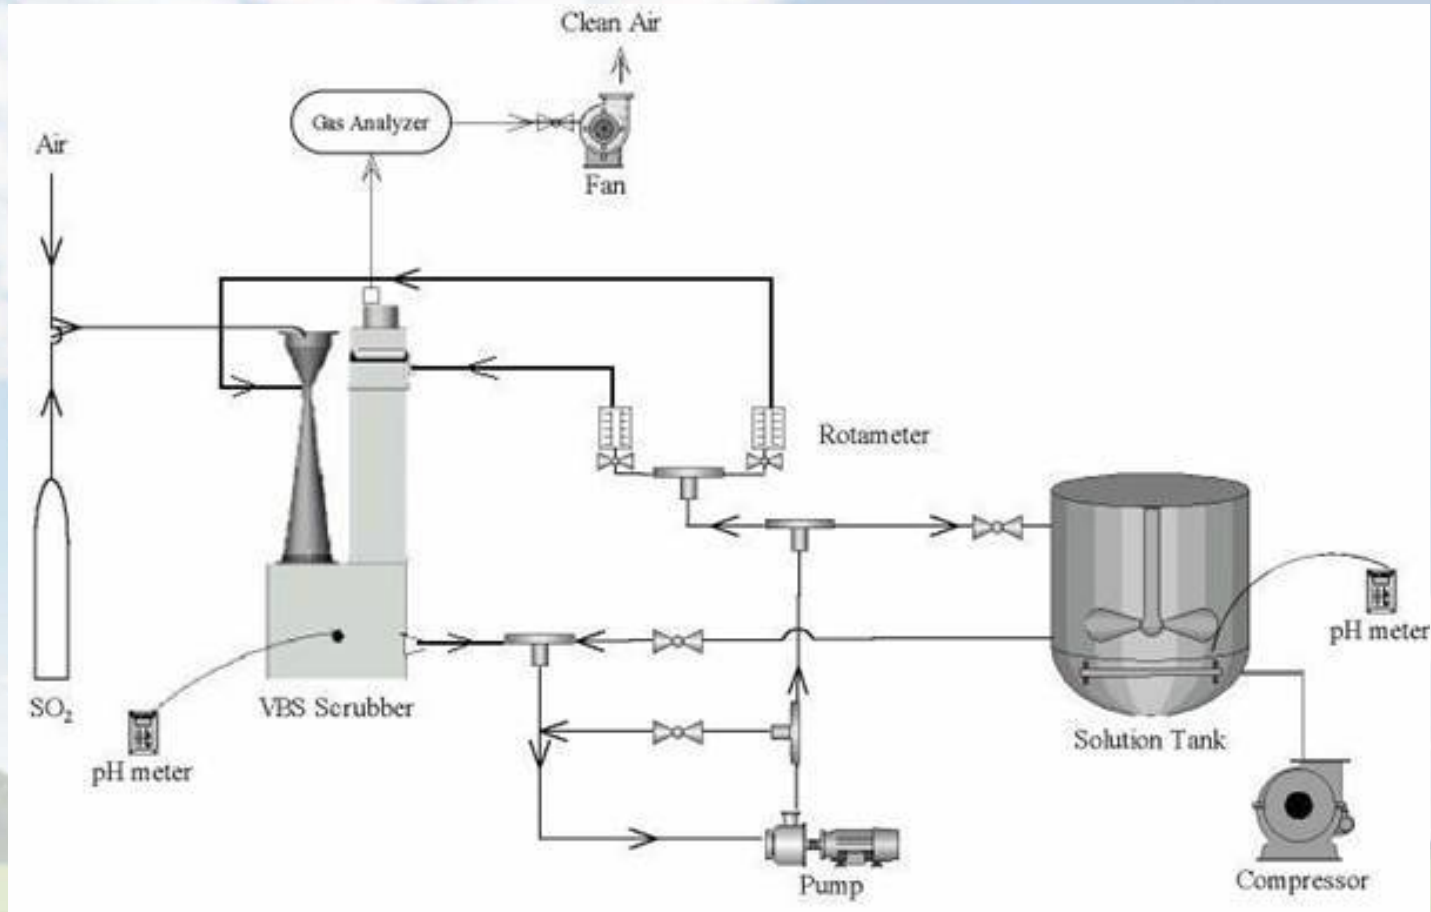 Clean Air
Gas Analyzer
Air
Fan
Rotameter
pH meter
SO₂
VBS Scrubber
Solution Tank
pH meter
Pump
Compressor